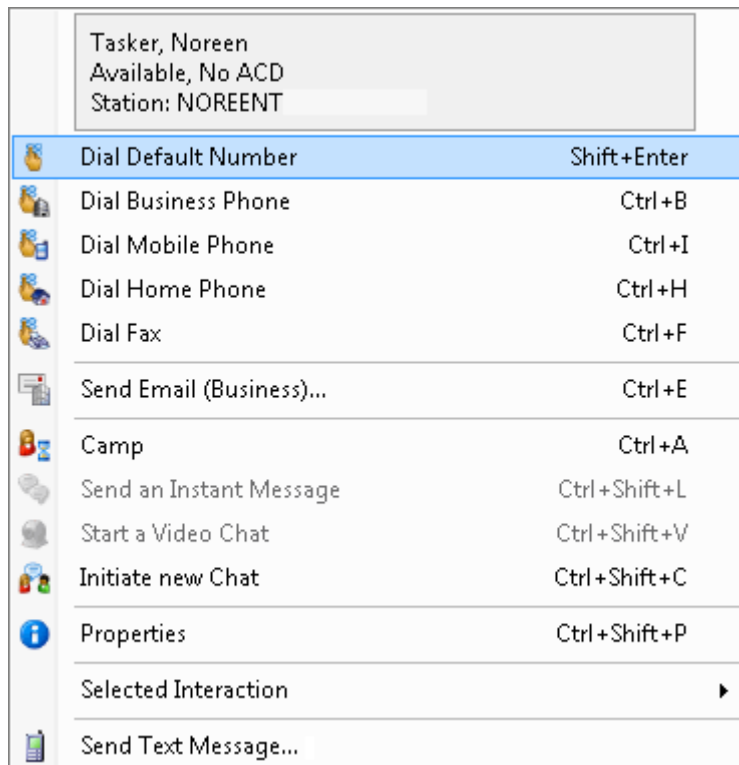 Tasker, Noreen
Available, No ACD
Station: NOREENT
Dial Default Number Shift+Enter
Dial Business Phone Ctrl+B
Dial Mobile Phone Ctrl+I
Dial Home Phone Ctrl+H
Dial Fax Ctrl+F
Send Email (Business)... Ctrl+E
Camp Ctrl+A
Send an Instant Message Ctrl+Shift+L
Start a Video Chat Ctrl+Shift+V
Initiate new Chat Ctrl+Shift+C
Properties Ctrl+Shift+P
Selected Interaction
Send Text Message...